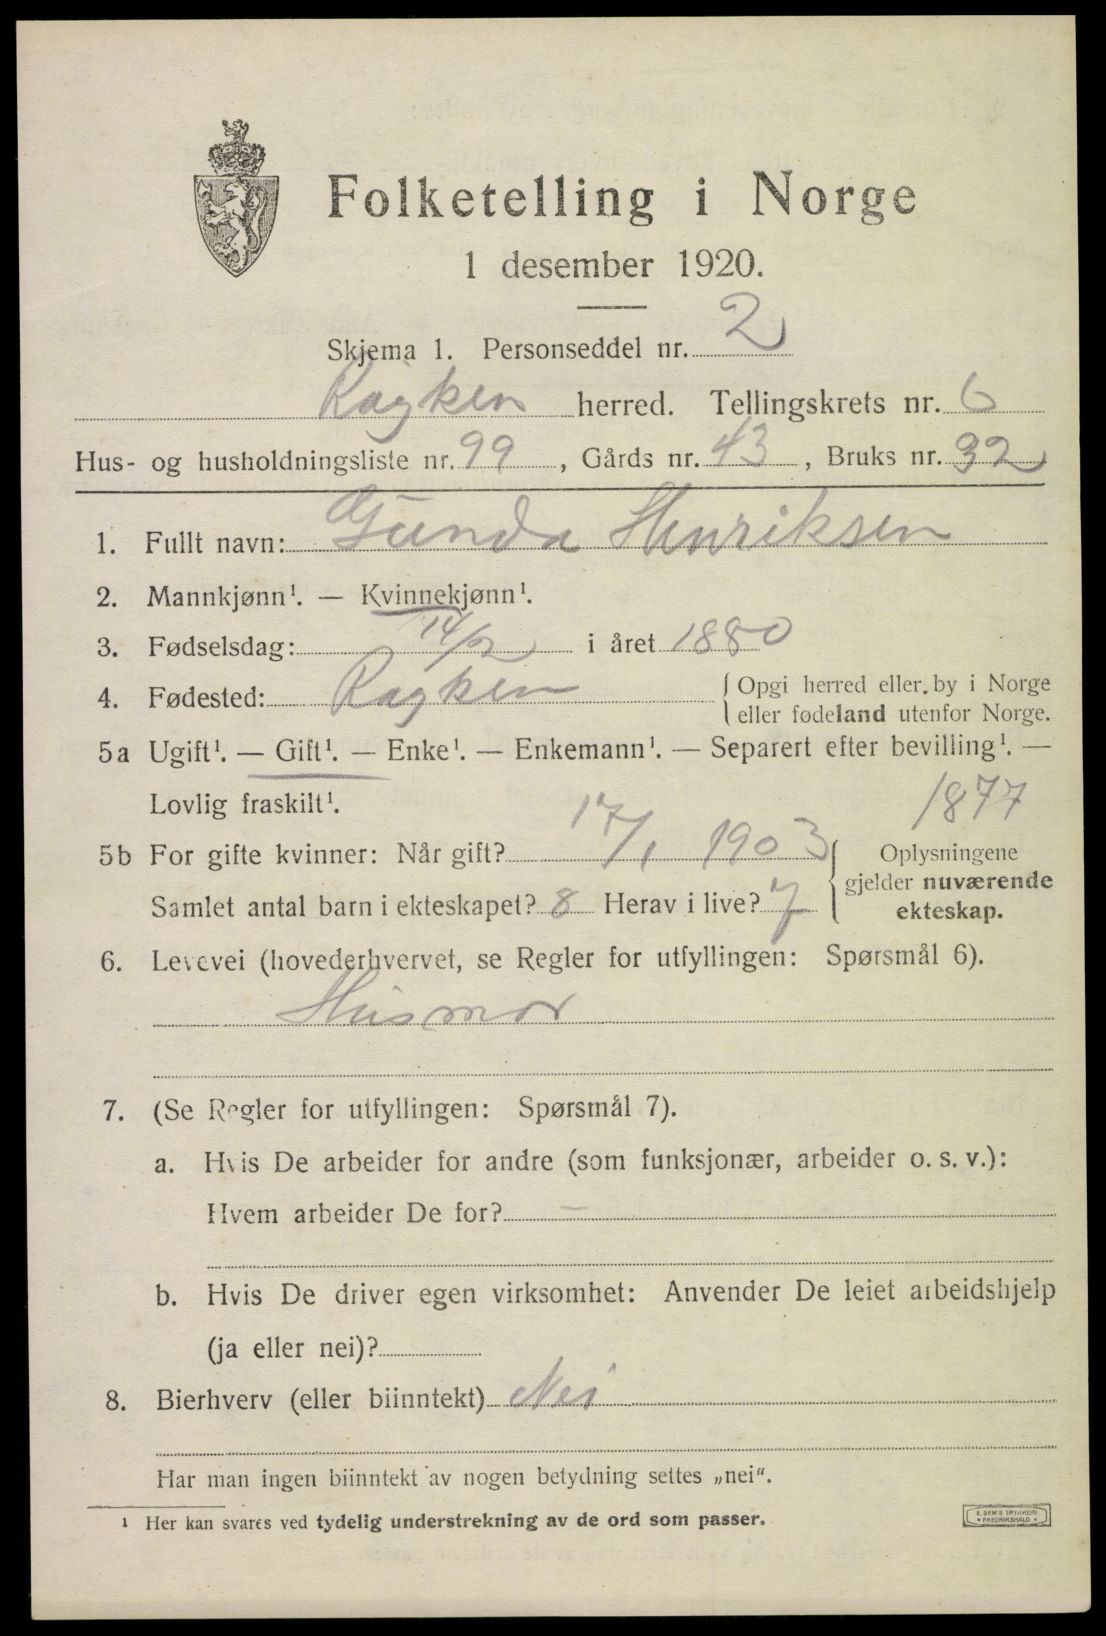 Folketelling i Norge
1 desember 1920.
Skjema 1. Personseddel nr. 2
Røyken herred. Tellingskrets nr. 6
Hus- og husholdningsliste nr. 99, Gårds nr. 43, Bruks nr. 32
1. Fullt navn: Gunda Henriksen
2. Mannkjønn¹. — Kvinnekjønn¹.
3. Fødselsdag: 14/2 i året 1880
4. Fødested: Røyken
{ Opgi herred eller by i Norge
eller fødeland utenfor Norge.
5a Ugift¹. — Gift¹. — Enke¹. — Enkemann¹. — Separert efter bevilling¹. —
Lovlig fraskilt¹. 1877
5b For gifte kvinner: Når gift? 17/1 1903
Samlet antal barn i ekteskapet? 8 Herav i live? 7
{ Oplysningene
gjelder nuværende
ekteskap.
6. Levevei (hovederhvervet, se Regler for utfyllingen: Spørsmål 6).
Husmor
7. (Se Regler for utfyllingen: Spørsmål 7).
a. Hvis De arbeider for andre (som funksjonær, arbeider o. s. v.):
Hvem arbeider De for? —
b. Hvis De driver egen virksomhet: Anvender De leiet arbeidshjelp
(ja eller nei)?
8. Bierhverv (eller biinntekt) Nei
Har man ingen biinntekt av nogen betydning settes „nei“.
¹ Her kan svares ved tydelig understrekning av de ord som passer.
E. SEM'S TRYKKERI
FREDRIKSHALD